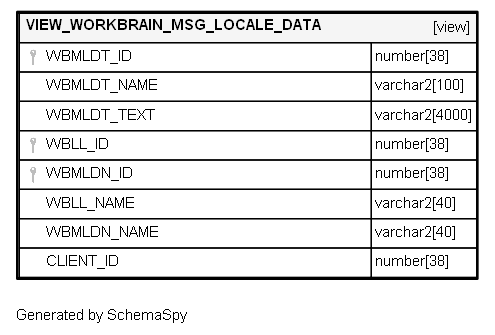 VIEW_WORKBRAIN_MSG_LOCALE_DATA [view]
WBMLDT_ID number[38]
WBMLDT_NAME varchar2[100]
WBMLDT_TEXT varchar2[4000]
WBLL_ID number[38]
WBMLDN_ID number[38]
WBLL_NAME varchar2[40]
WBMLDN_NAME varchar2[40]
CLIENT_ID number[38]
Generated by SchemaSpy